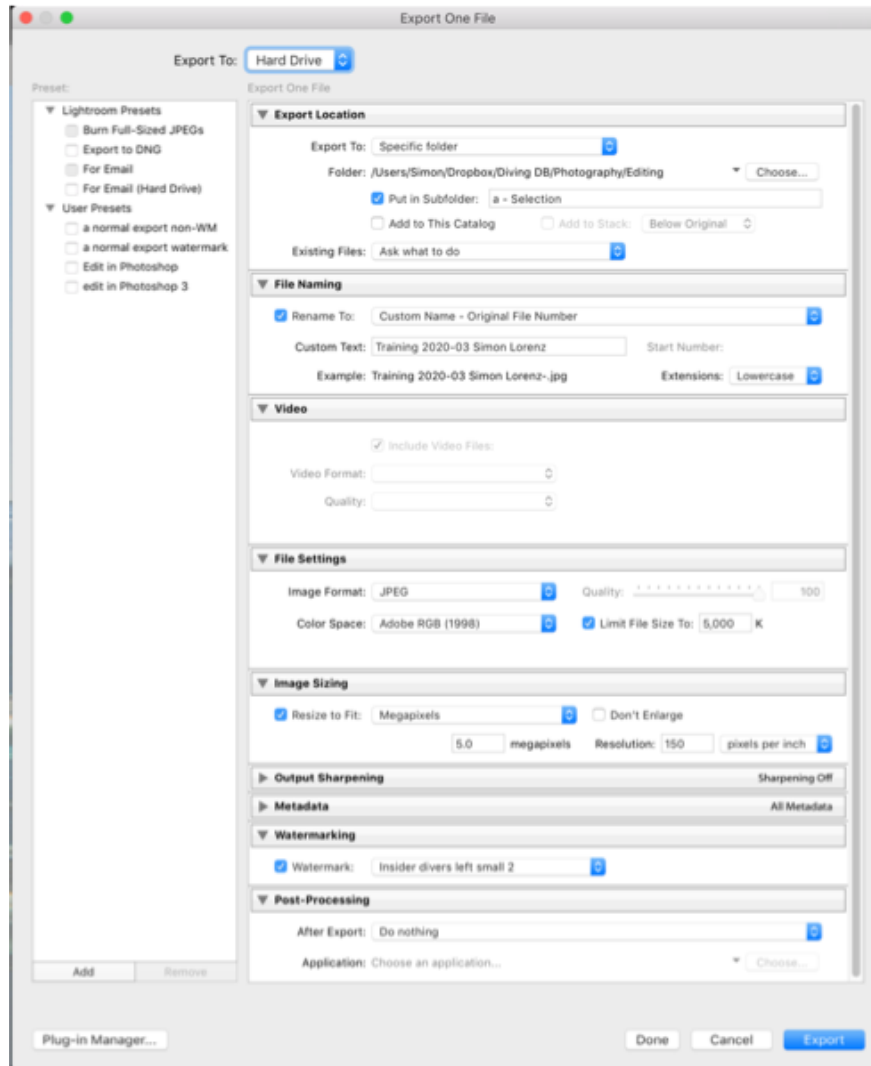 Export One File
Export To: Hard Drive
Preset:
Export One File
Lightroom Presets
Burn Full-Sized JPEGs
Export to DNG
For Email
For Email (Hard Drive)
User Presets
a normal export non-WM
a normal export watermark
Edit in Photoshop
edit in Photoshop 3
Add Remove
Export Location
Export To: Specific folder
Folder: /Users/Simon/Dropbox/Diving DB/Photography/Editing Choose...
Put in Subfolder: a - Selection
Add to This Catalog Add to Stack: Below Original
Existing Files: Ask what to do
File Naming
Rename To: Custom Name - Original File Number
Custom Text: Training 2020-03 Simon Lorenz Start Number:
Example: Training 2020-03 Simon Lorenz-.jpg Extensions: Lowercase
Video
Include Video Files:
Video Format:
Quality:
File Settings
Image Format: JPEG Quality: 100
Color Space: Adobe RGB (1998) Limit File Size To: 5,000 K
Image Sizing
Resize to Fit: Megapixels Don't Enlarge
5.0 megapixels Resolution: 150 pixels per inch
Output Sharpening Sharpening Off
Metadata All Metadata
Watermarking
Watermark: Insider divers left small 2
Post-Processing
After Export: Do nothing
Application: Choose an application... Choose...
Plug-in Manager... Done Cancel Export